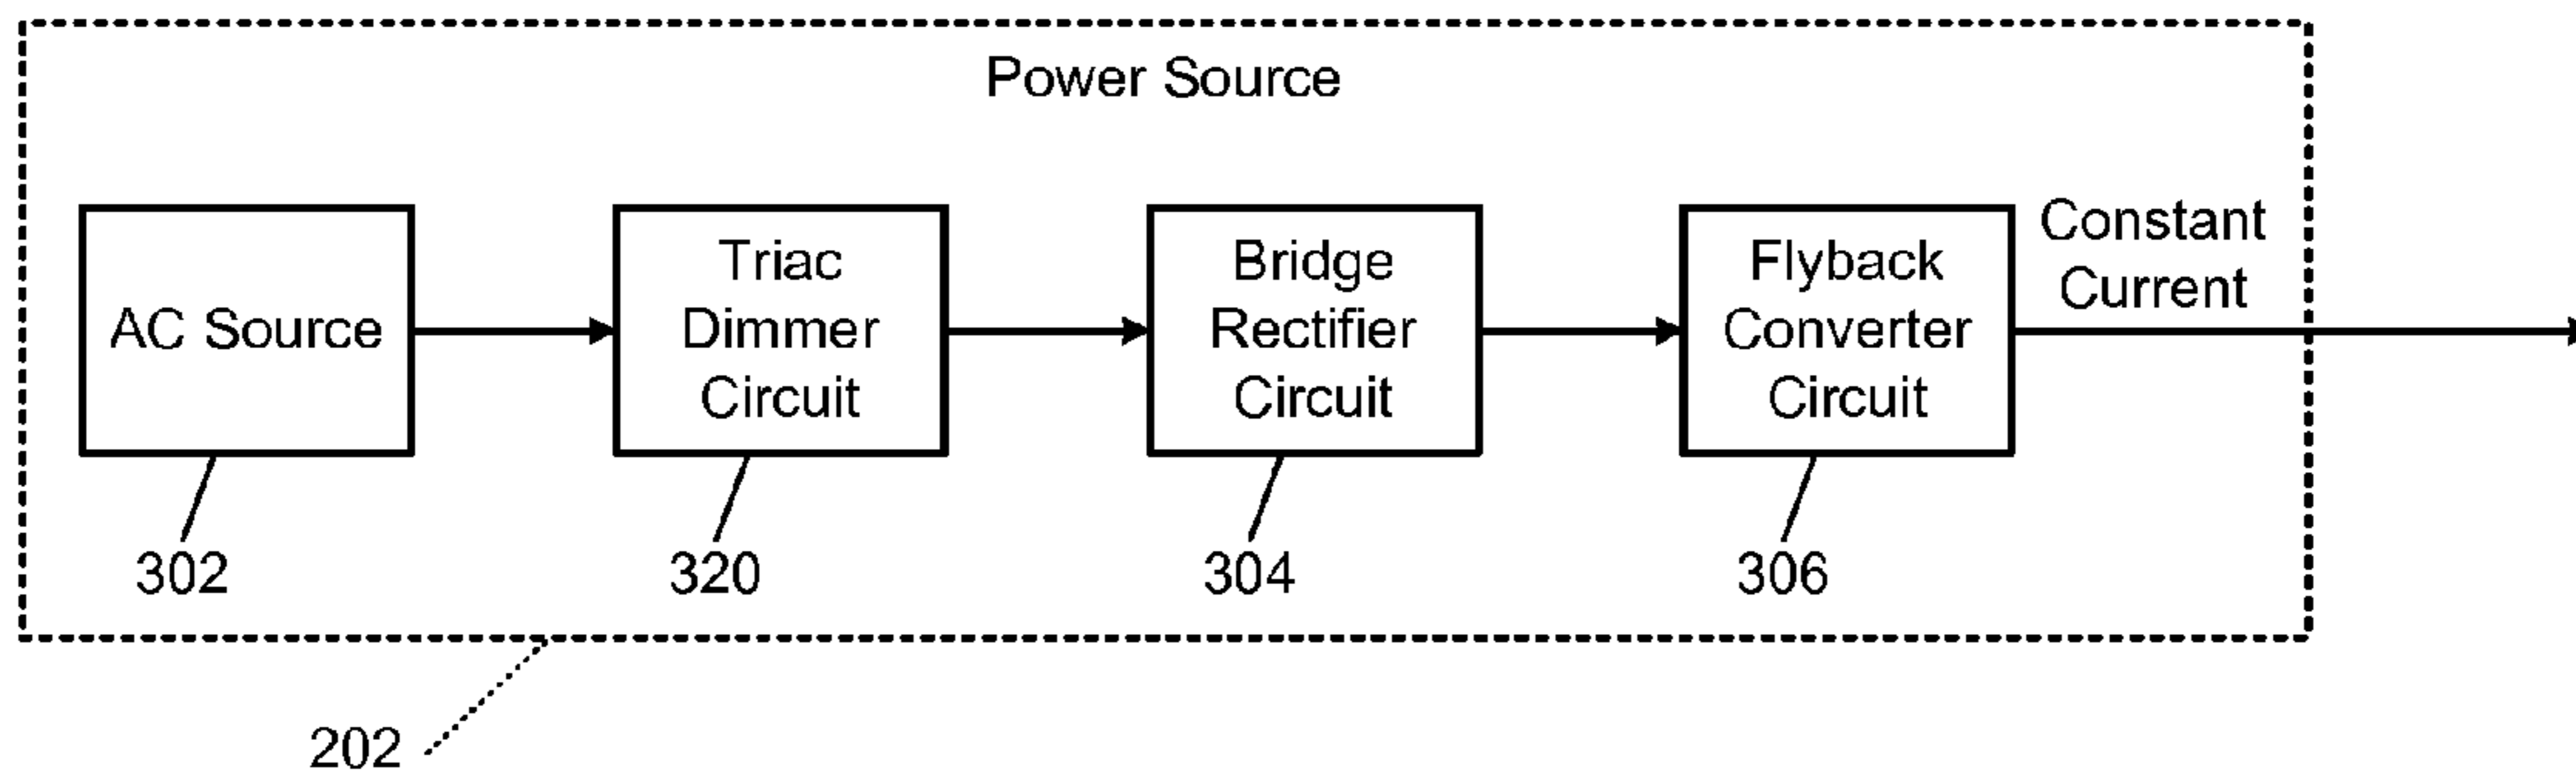 Power Source
AC Source
Triac
Dimmer
Circuit
Bridge
Rectifier
Circuit
Flyback
Converter
Circuit
Constant
Current
302
320
304
306
202